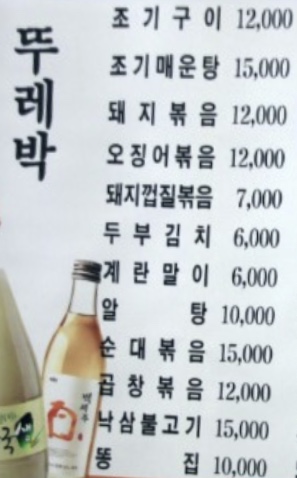 뚜레박
조기구이 12,000
조기매운탕 15,000
돼지볶음 12,000
오징어볶음 12,000
돼지껍질볶음 7,000
두부김치 6,000
계란말이 6,000
알탕 10,000
순대볶음 15,000
곱창볶음 12,000
낙삼불고기 15,000
똥집 10,000